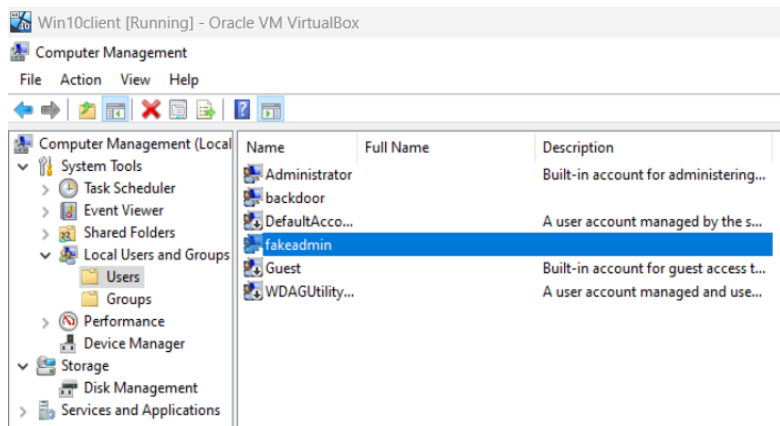 Win10client [Running] - Oracle VM VirtualBox
Computer Management
File Action View Help
Computer Management (Local
System Tools
Task Scheduler
Event Viewer
Shared Folders
Local Users and Groups
Users
Groups
Performance
Device Manager
Storage
Disk Management
Services and Applications
Name Full Name Description
Administrator Built-in account for administering...
backdoor
DefaultAcco... A user account managed by the s...
fakeadmin
Guest Built-in account for guest access t...
WDAGUtility... A user account managed and use...